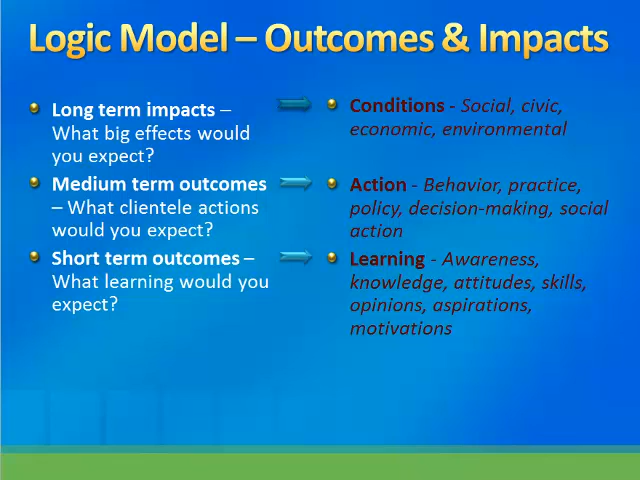 Logic Model – Outcomes & Impacts
Long term impacts –
What big effects would
you expect?
Conditions - Social, civic,
economic, environmental
Medium term outcomes
– What clientele actions
would you expect?
Action - Behavior, practice,
policy, decision-making, social
action
Short term outcomes –
What learning would you
expect?
Learning - Awareness,
knowledge, attitudes, skills,
opinions, aspirations,
motivations